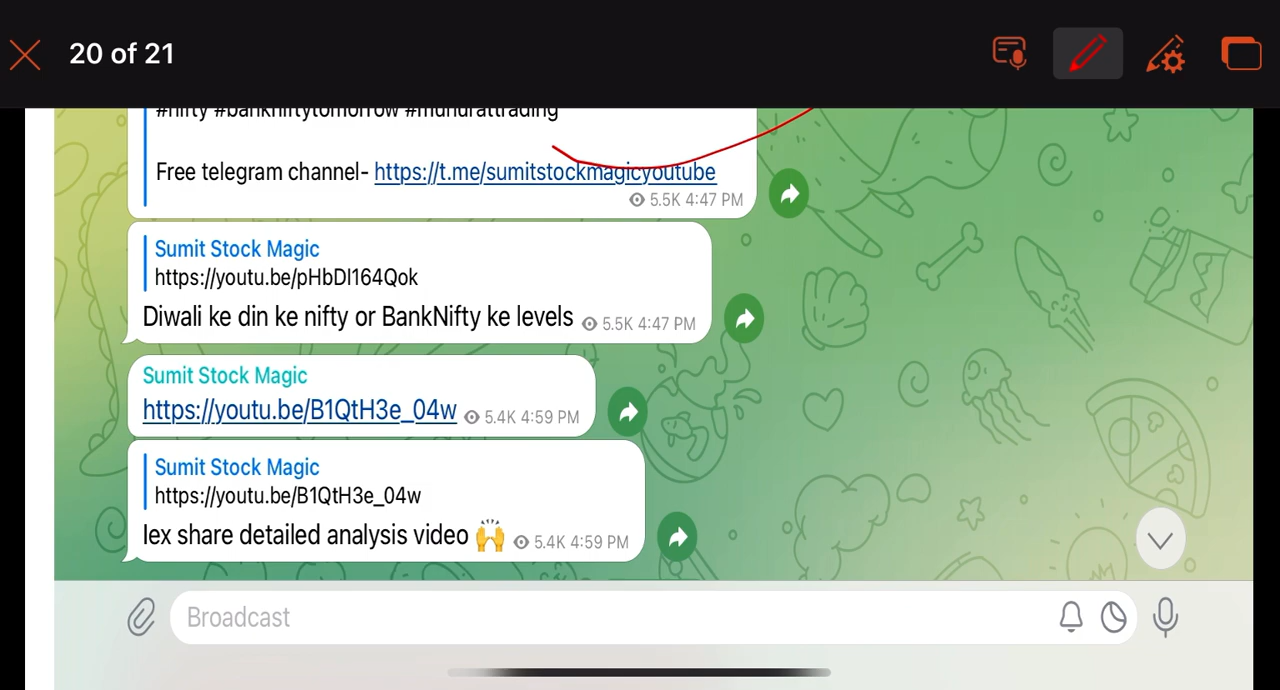 20 of 21
#nifty #bankniftytomorrow #muhurattrading
Free telegram channel- https://t.me/sumitstockmagicyoutube
5.5K 4:47 PM
Sumit Stock Magic
https://youtu.be/pHbDI164Qok
Diwali ke din ke nifty or BankNifty ke levels 5.5K 4:47 PM
Sumit Stock Magic
https://youtu.be/B1QtH3e_04w 5.4K 4:59 PM
Sumit Stock Magic
https://youtu.be/B1QtH3e_04w
Iex share detailed analysis video 🙌 5.4K 4:59 PM
Broadcast